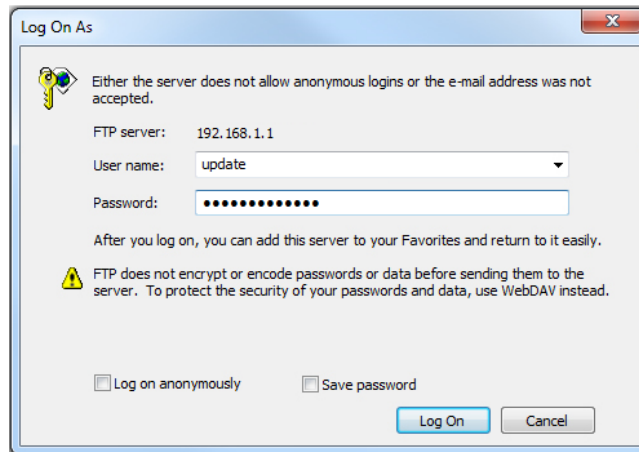 Log On As
Either the server does not allow anonymous logins or the e-mail address was not
accepted.
FTP server: 192.168.1.1
User name: update
Password: •••••••••••••
After you log on, you can add this server to your Favorites and return to it easily.
FTP does not encrypt or encode passwords or data before sending them to the
server. To protect the security of your passwords and data, use WebDAV instead.
Log on anonymously Save password
Log On Cancel